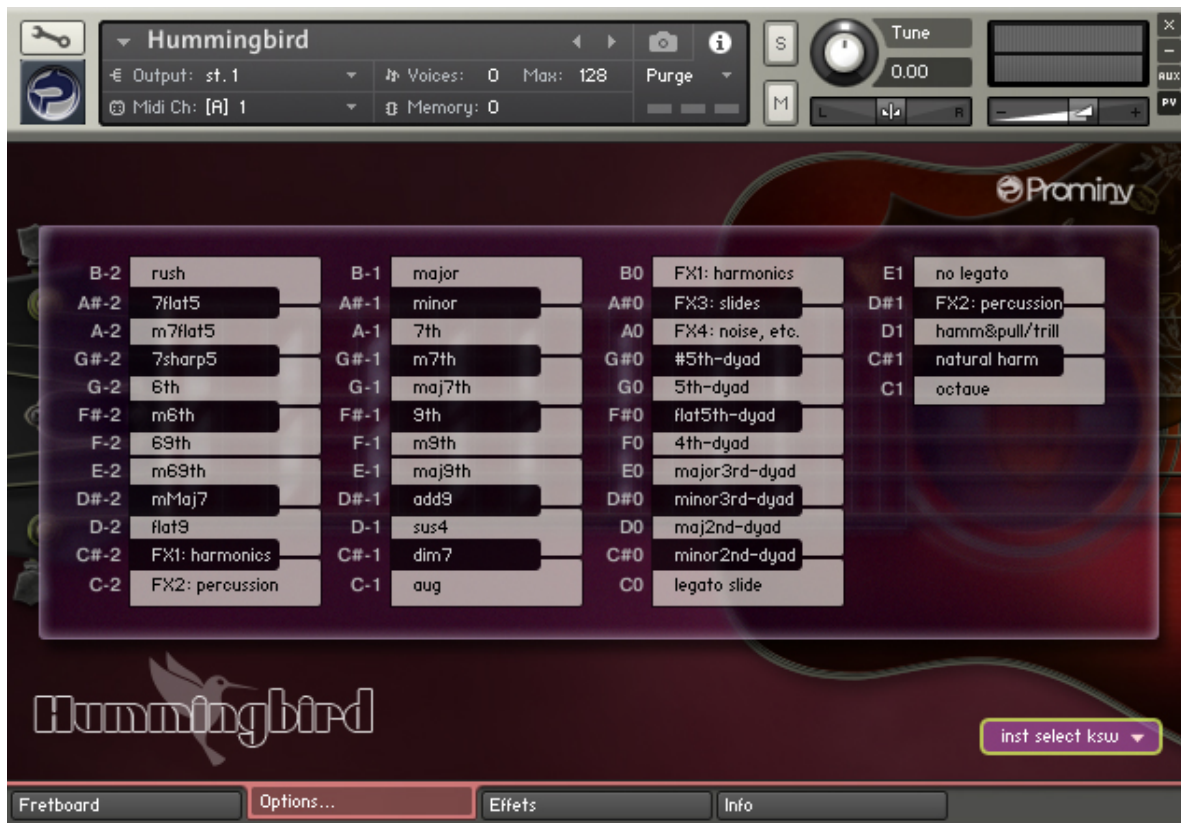 Hummingbird
S
Tune
x
Output: st.1
Voices: 0 Max: 128
Purge
0.00
AUX
Midi Ch: [A] 1
Memory: 0
M
L
R
- +
PV
Prominy
B-2 rush
A#-2 7flat5
A-2 m7flat5
G#-2 7sharp5
G-2 6th
F#-2 m6th
F-2 69th
E-2 m69th
D#-2 mMaj7
D-2 flat9
C#-2 FX1: harmonics
C-2 FX2: percussion
B-1 major
A#-1 minor
A-1 7th
G#-1 m7th
G-1 maj7th
F#-1 9th
F-1 m9th
E-1 maj9th
D#-1 add9
D-1 sus4
C#-1 dim7
C-1 aug
B0 FX1: harmonics
A#0 FX3: slides
A0 FX4: noise, etc.
G#0 #5th-dyad
G0 5th-dyad
F#0 flat5th-dyad
F0 4th-dyad
E0 major3rd-dyad
D#0 minor3rd-dyad
D0 maj2nd-dyad
C#0 minor2nd-dyad
C0 legato slide
E1 no legato
D#1 FX2: percussion
D1 hamm&pull/trill
C#1 natural harm
C1 octave
Hummingbird
inst select ksw
Fretboard
Options...
Effets
Info